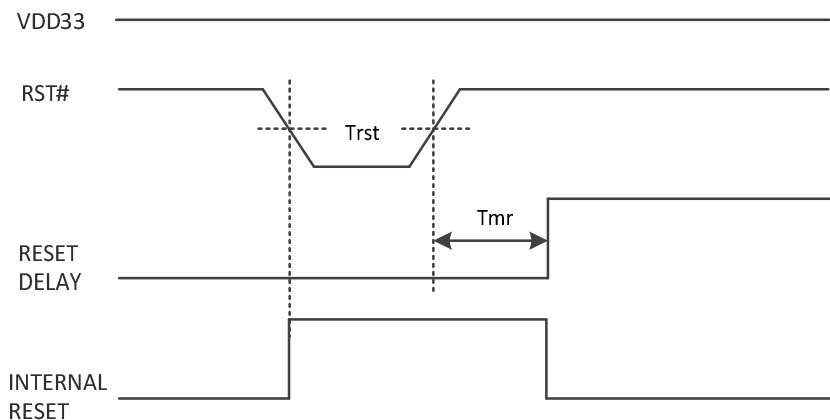 VDD33
RST#
Trst
Tmr
RESET
DELAY
INTERNAL
RESET